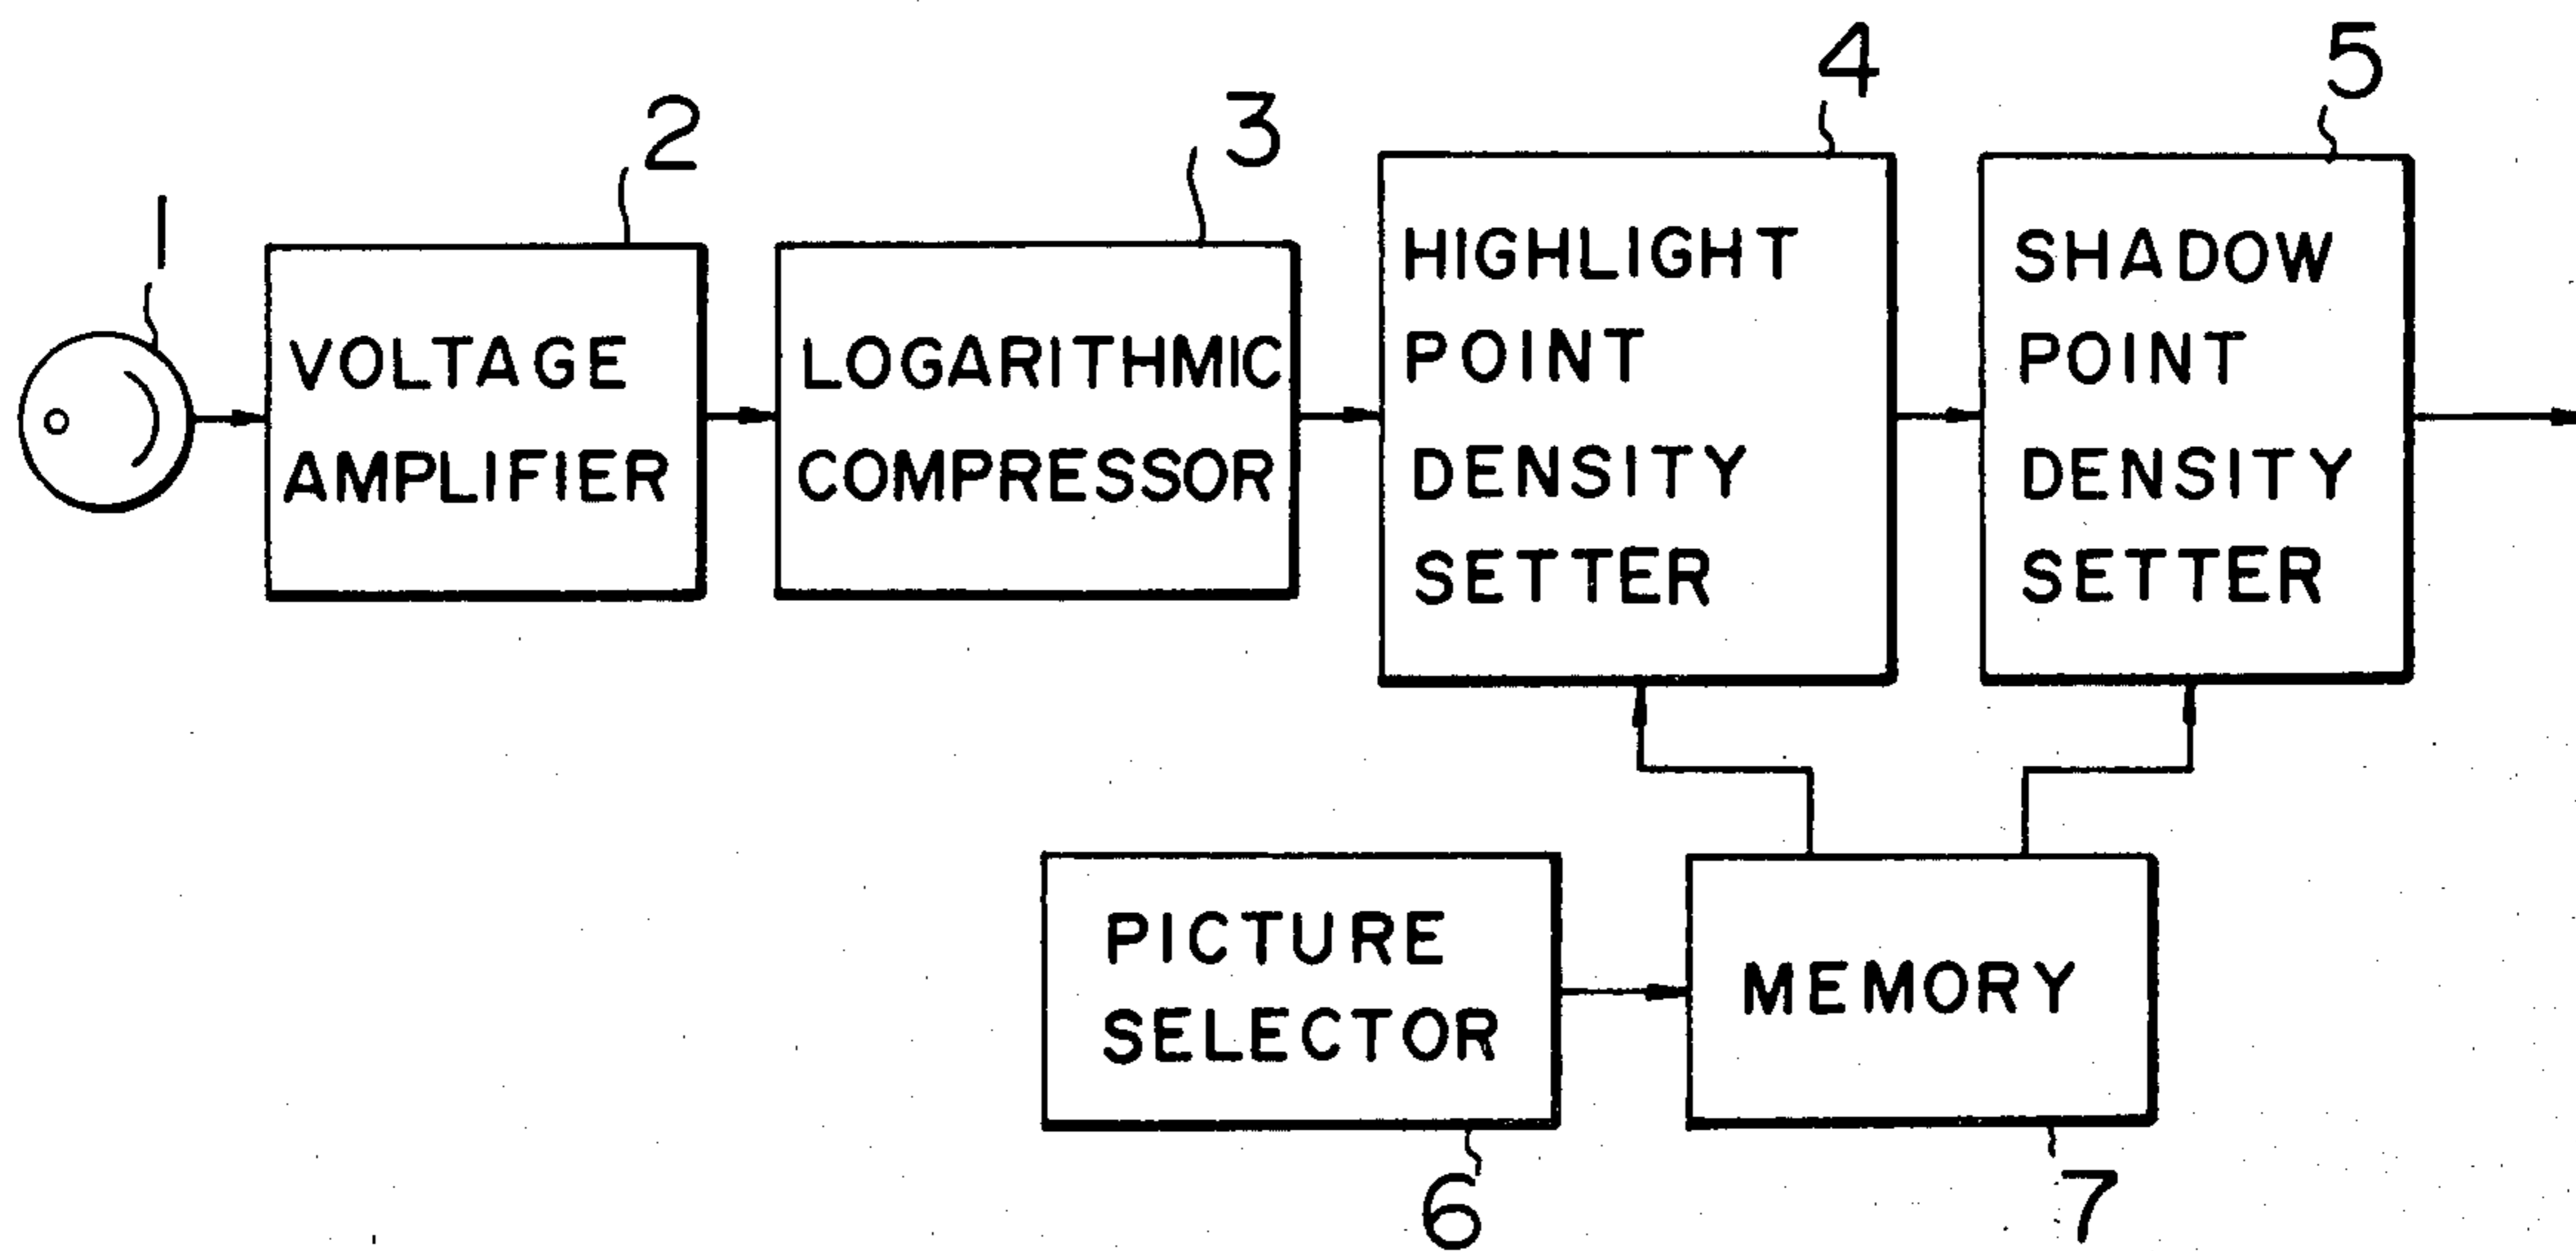 1
2
3
4
5
VOLTAGE
AMPLIFIER
LOGARITHMIC
COMPRESSOR
HIGHLIGHT
POINT
DENSITY
SETTER
SHADOW
POINT
DENSITY
SETTER
PICTURE
SELECTOR
MEMORY
6
7